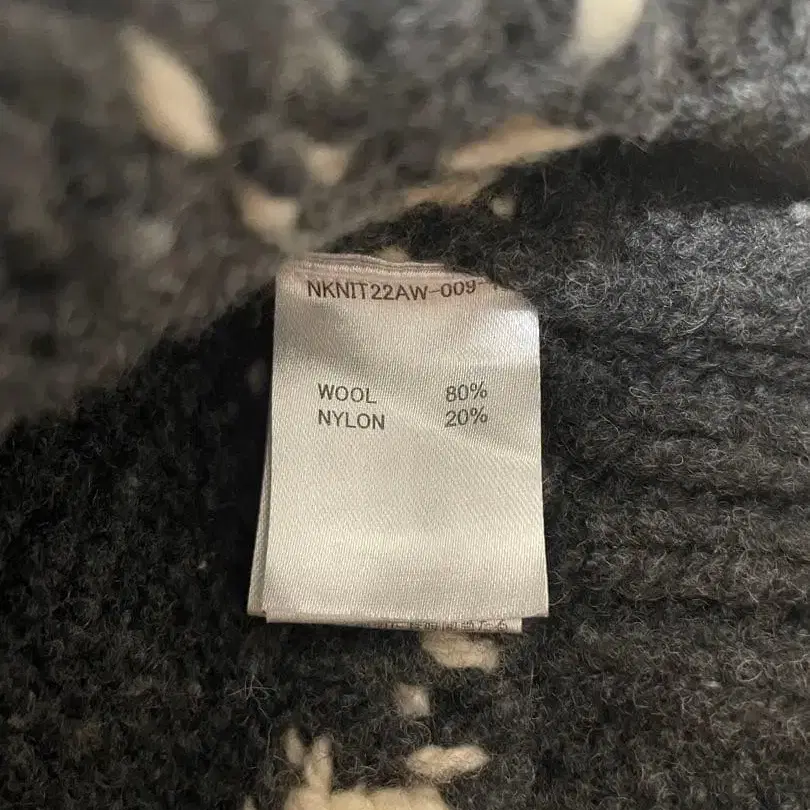 NKNIT22AW-009-
WOOL 80%
NYLON 20%